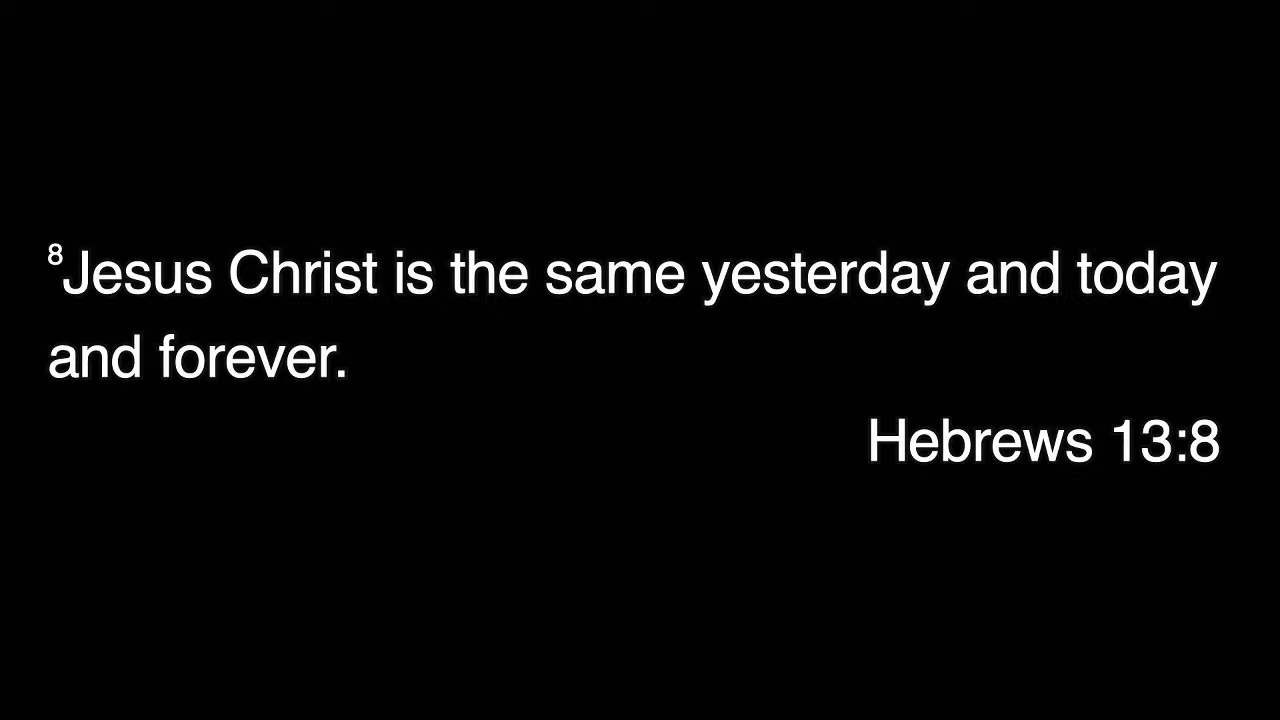 ⁸Jesus Christ is the same yesterday and today
and forever.
Hebrews 13:8